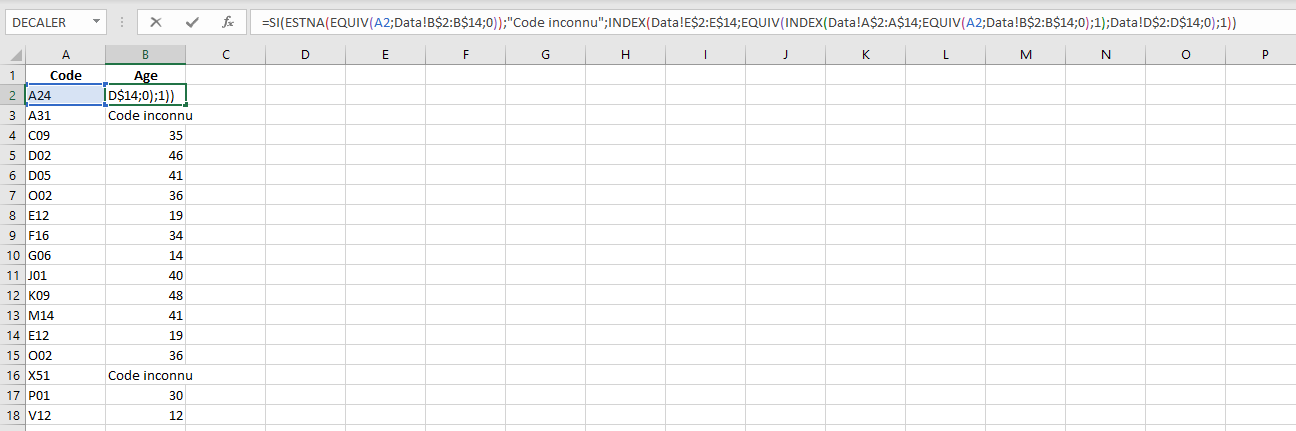 DECALER =SI(ESTNA(EQUIV(A2;Data!B$2:B$14;0));"Code inconnu";INDEX(Data!E$2:E$14;EQUIV(INDEX(Data!A$2:A$14;EQUIV(A2;Data!B$2:B$14;0);1);Data!D$2:D$14;0);1))
A B C D E F G H I J K L M N O P
1 Code Age
2 A24 D$14;0);1))
3 A31 Code inconnu
4 C09 35
5 D02 46
6 D05 41
7 O02 36
8 E12 19
9 F16 34
10 G06 14
11 J01 40
12 K09 48
13 M14 41
14 E12 19
15 O02 36
16 X51 Code inconnu
17 P01 30
18 V12 12